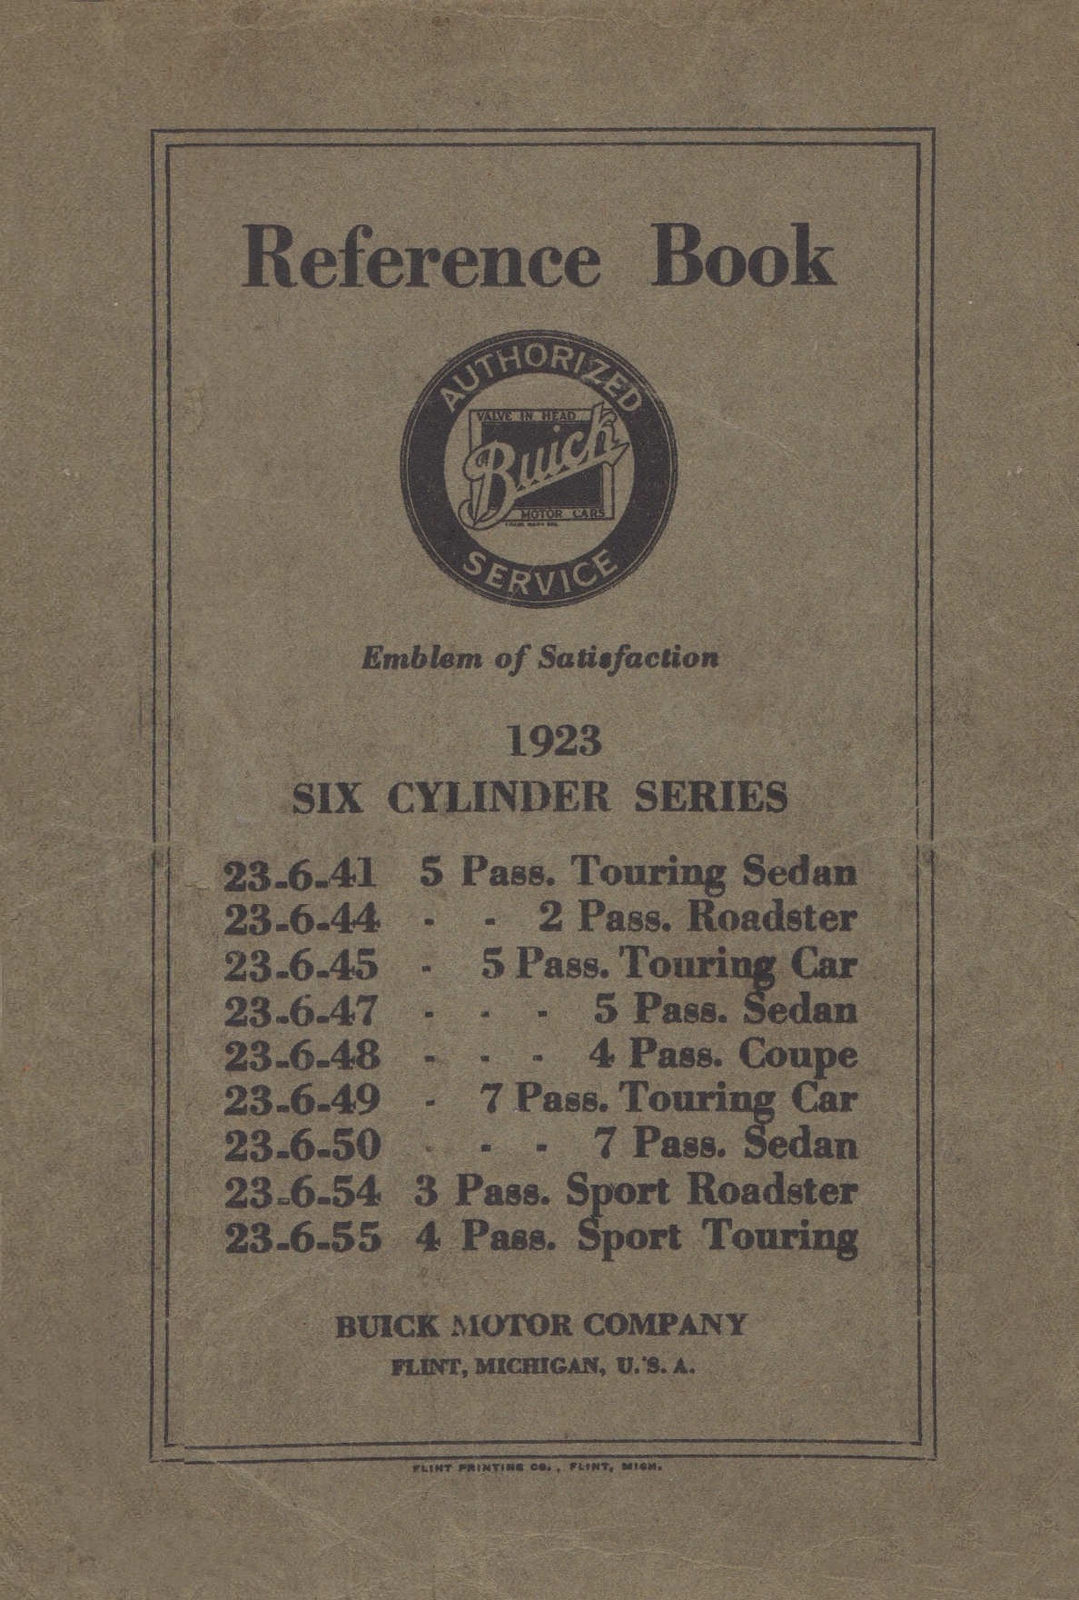 Reference Book
AUTHORIZED
VALVE IN HEAD
Buick
MOTOR CARS
SERVICE
Emblem of Satisfaction
1923
SIX CYLINDER SERIES
23-6-41 5 Pass. Touring Sedan
23-6-44 - - 2 Pass. Roadster
23-6-45 - 5 Pass. Touring Car
23-6-47 - - - 5 Pass. Sedan
23-6-48 - - - 4 Pass. Coupe
23-6-49 - 7 Pass. Touring Car
23-6-50 - - - 7 Pass. Sedan
23-6-54 3 Pass. Sport Roadster
23-6-55 4 Pass. Sport Touring
BUICK MOTOR COMPANY
FLINT, MICHIGAN, U. S. A.
FLINT PRINTING CO., FLINT, MICH.